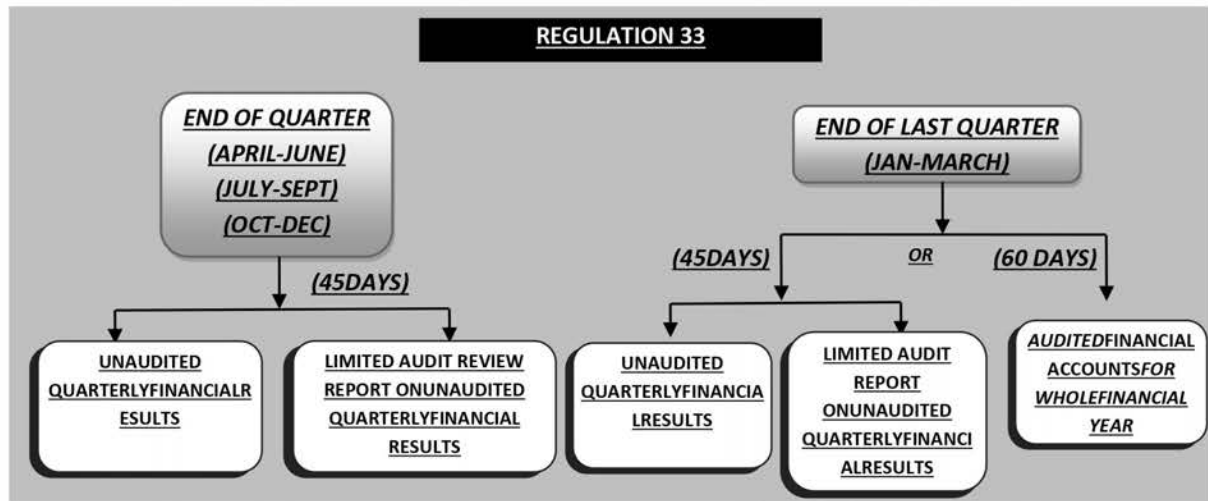 REGULATION 33
END OF QUARTER
(APRIL-JUNE)
(JULY-SEPT)
(OCT-DEC)
END OF LAST QUARTER
(JAN-MARCH)
(45DAYS)
(45DAYS)
OR
(60 DAYS)
UNAUDITED
QUARTERLYFINANCIALR
ESULTS
LIMITED AUDIT REVIEW
REPORT ONUNAUDITED
QUARTERLYFINANCIAL
RESULTS
UNAUDITED
QUARTERLYFINANCIA
LRESULTS
LIMITED AUDIT
REPORT
ONUNAUDITED
QUARTERLYFINANCI
ALRESULTS
AUDITEDFINANCIAL
ACCOUNTSFOR
WHOLEFINANCIAL
YEAR